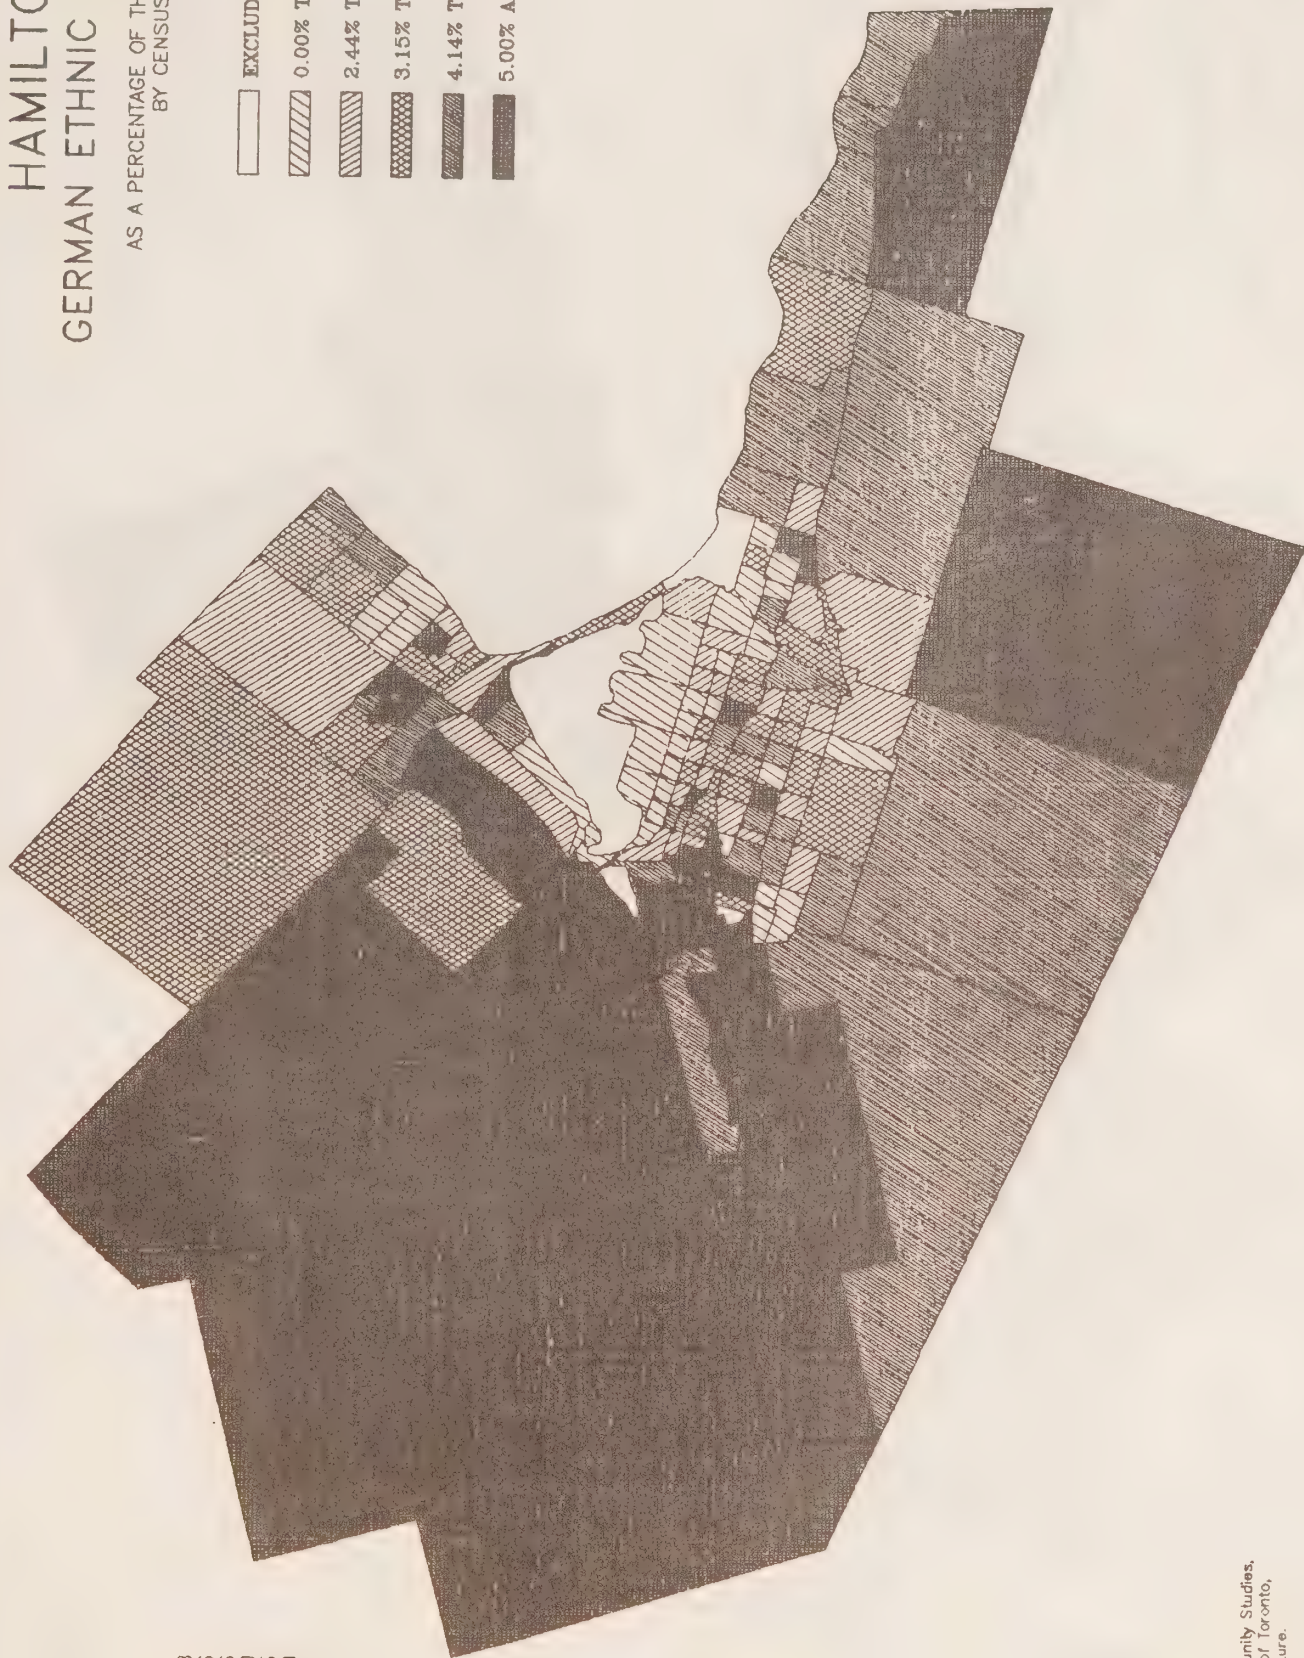 HAMILTO
GERMAN ETHNIC
AS A PERCENTAGE OF TH
BY CENSUS
EXCLUD
0.00% T
2.44% T
3.15% T
4.14% T
5.00% A
unity Studies,
of Toronto,
ure.